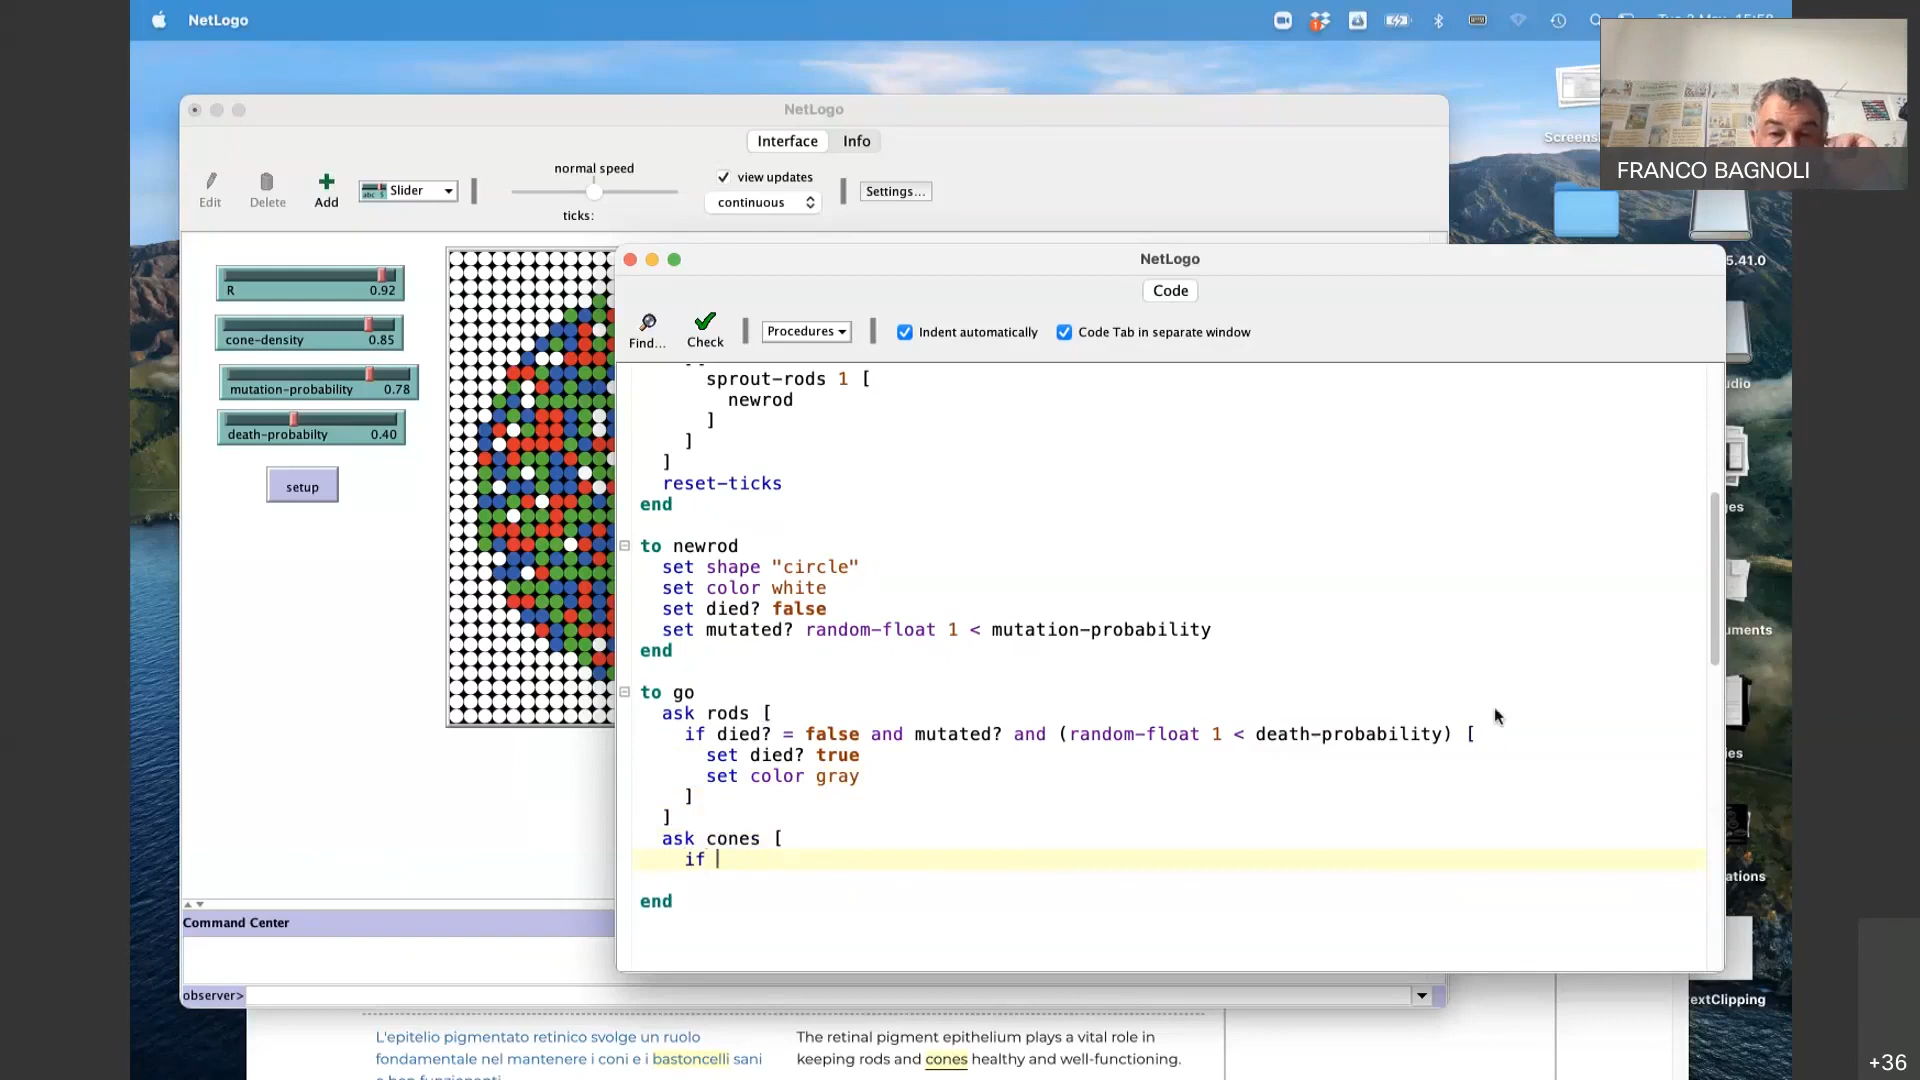 NetLogo
NetLogo
Interface
Info
normal speed
view updates
Edit
Delete
Add
Slider
continuous
Settings...
ticks:
FRANCO BAGNOLI
R
0.92
cone-density
0.85
mutation-probability
0.78
death-probabilty
0.40
setup
NetLogo
Code
Find...
Check
Procedures
Indent automatically
Code Tab in separate window
sprout-rods 1 [
newrod
]
]
]
reset-ticks
end
to newrod
set shape "circle"
set color white
set died? false
set mutated? random-float 1 < mutation-probability
end
to go
ask rods [
if died? = false and mutated? and (random-float 1 < death-probability) [
set died? true
set color gray
]
]
ask cones [
if
end
Command Center
observer>
5.41.0
extClipping
L'epitelio pigmentato retinico svolge un ruolo
fondamentale nel mantenere i coni e i bastoncelli sani
The retinal pigment epithelium plays a vital role in
keeping rods and cones healthy and well-functioning.
+36